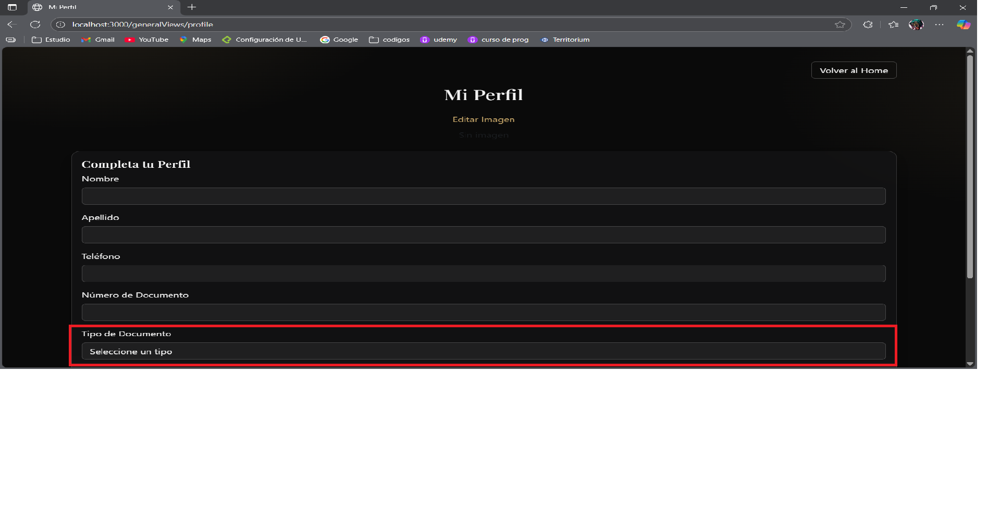 Mi Perfil
localhost:3000/generalViews/profile
Estudio Gmail YouTube Maps Configuración de U... Google codigos udemy curso de prog Territorium
Volver al Home
Mi Perfil
Editar Imagen
Sin imagen
Completa tu Perfil
Nombre
Apellido
Teléfono
Número de Documento
Tipo de Documento
Seleccione un tipo